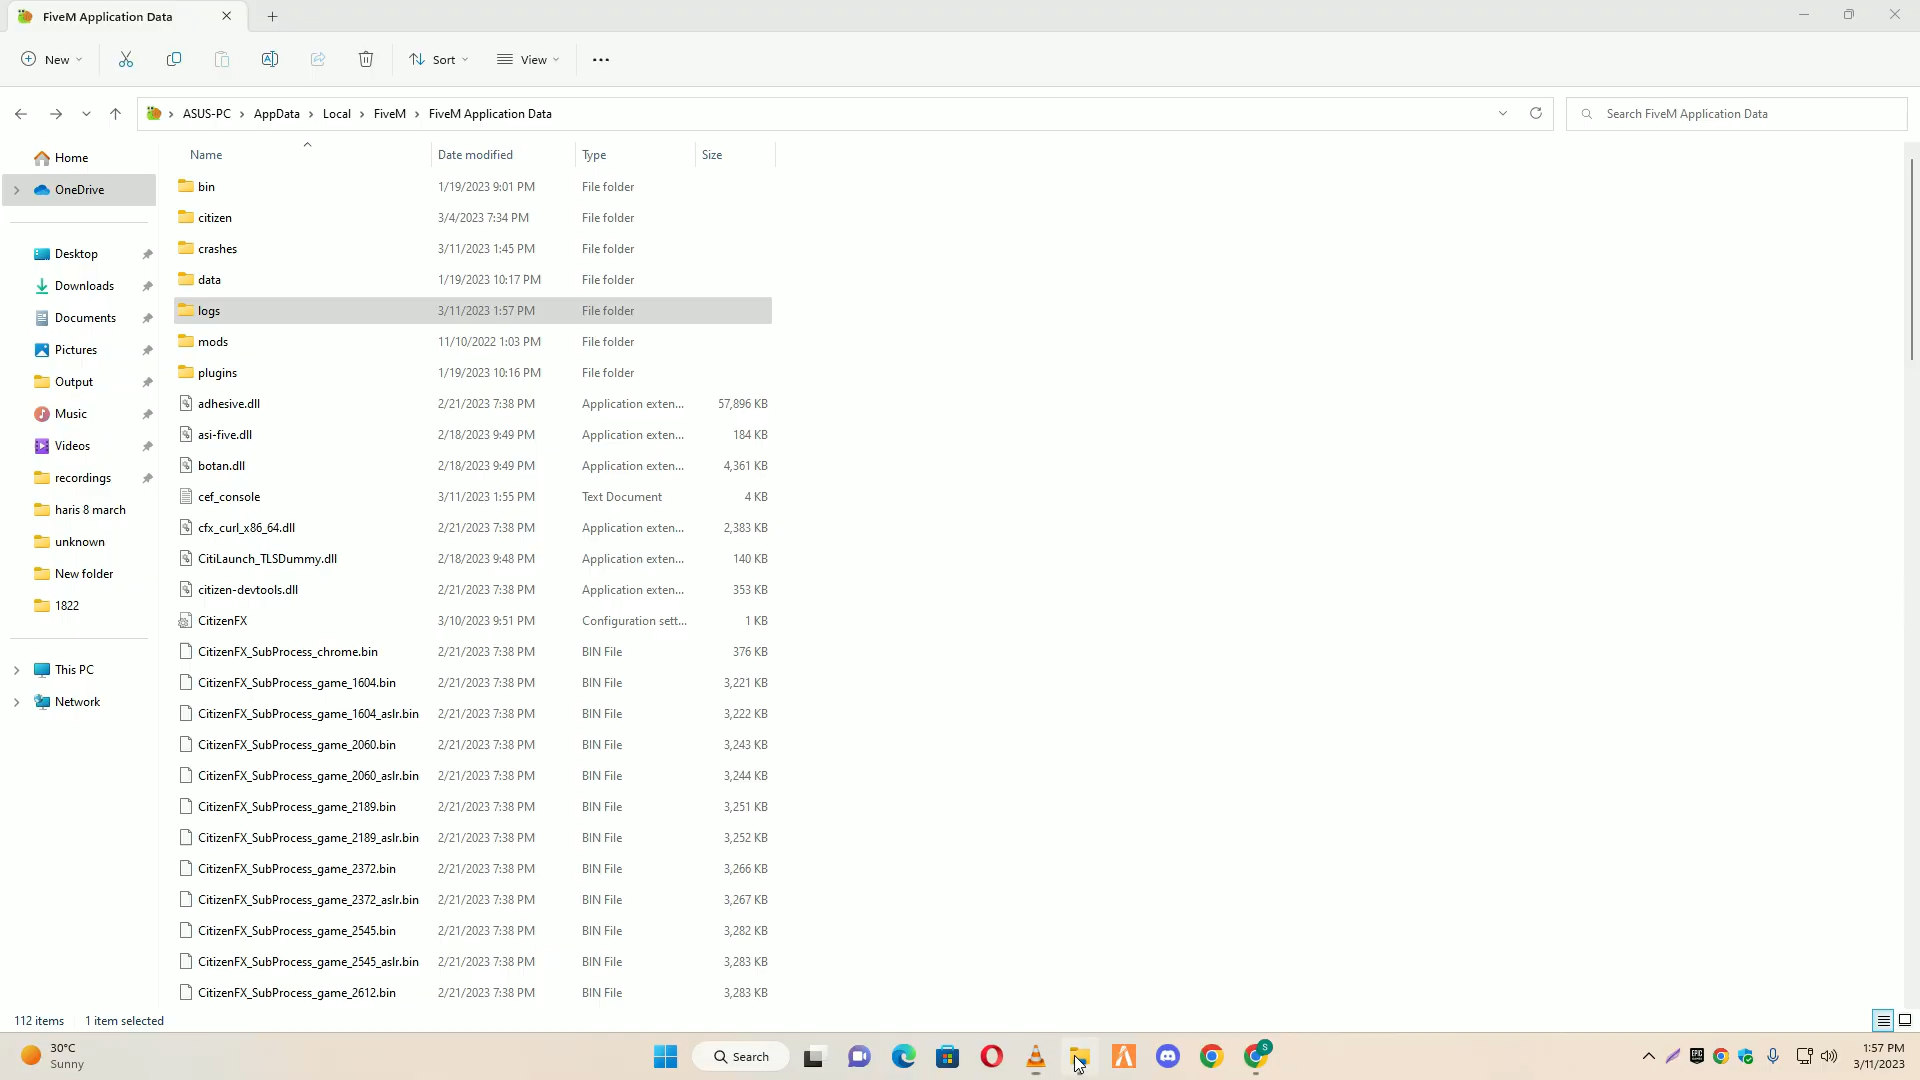 FiveM Application Data
New
Sort
View
ASUS-PC
AppData
Local
FiveM
FiveM Application Data
Search FiveM Application Data
Home
OneDrive
Desktop
Downloads
Documents
Pictures
Output
Music
Videos
recordings
haris 8 march
unknown
New folder
1822
This PC
Network
Name Date modified Type Size
bin 1/19/2023 9:01 PM File folder
citizen 3/4/2023 7:34 PM File folder
crashes 3/11/2023 1:45 PM File folder
data 1/19/2023 10:17 PM File folder
logs 3/11/2023 1:57 PM File folder
mods 11/10/2022 1:03 PM File folder
plugins 1/19/2023 10:16 PM File folder
adhesive.dll 2/21/2023 7:38 PM Application exten... 57,896 KB
asi-five.dll 2/18/2023 9:49 PM Application exten... 184 KB
botan.dll 2/18/2023 9:49 PM Application exten... 4,361 KB
cef_console 3/11/2023 1:55 PM Text Document 4 KB
cfx_curl_x86_64.dll 2/21/2023 7:38 PM Application exten... 2,383 KB
CitiLaunch_TLSDummy.dll 2/18/2023 9:48 PM Application exten... 140 KB
citizen-devtools.dll 2/21/2023 7:38 PM Application exten... 353 KB
CitizenFX 3/10/2023 9:51 PM Configuration sett... 1 KB
CitizenFX_SubProcess_chrome.bin 2/21/2023 7:38 PM BIN File 376 KB
CitizenFX_SubProcess_game_1604.bin 2/21/2023 7:38 PM BIN File 3,221 KB
CitizenFX_SubProcess_game_1604_aslr.bin 2/21/2023 7:38 PM BIN File 3,222 KB
CitizenFX_SubProcess_game_2060.bin 2/21/2023 7:38 PM BIN File 3,243 KB
CitizenFX_SubProcess_game_2060_aslr.bin 2/21/2023 7:38 PM BIN File 3,244 KB
CitizenFX_SubProcess_game_2189.bin 2/21/2023 7:38 PM BIN File 3,251 KB
CitizenFX_SubProcess_game_2189_aslr.bin 2/21/2023 7:38 PM BIN File 3,252 KB
CitizenFX_SubProcess_game_2372.bin 2/21/2023 7:38 PM BIN File 3,266 KB
CitizenFX_SubProcess_game_2372_aslr.bin 2/21/2023 7:38 PM BIN File 3,267 KB
CitizenFX_SubProcess_game_2545.bin 2/21/2023 7:38 PM BIN File 3,282 KB
CitizenFX_SubProcess_game_2545_aslr.bin 2/21/2023 7:38 PM BIN File 3,283 KB
CitizenFX_SubProcess_game_2612.bin 2/21/2023 7:38 PM BIN File 3,283 KB
112 items 1 item selected
30°C
Sunny
Search
S
EPIC
1:57 PM
3/11/2023